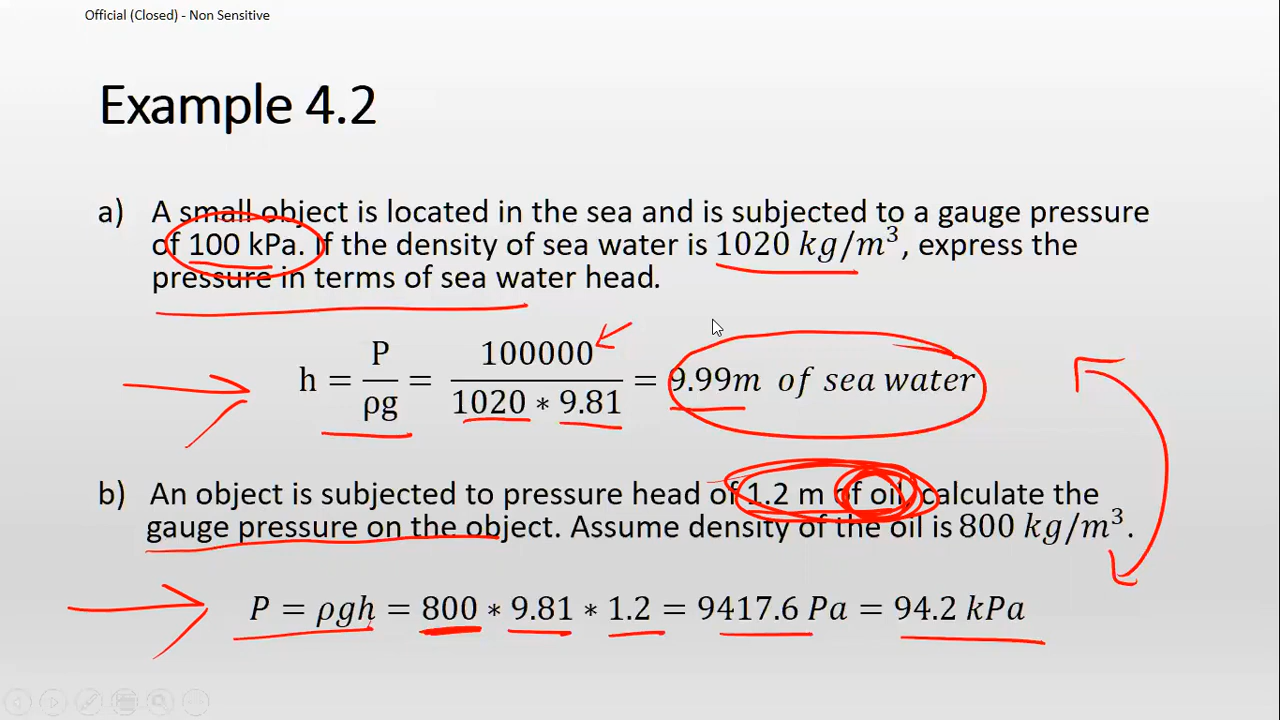 Official (Closed) - Non Sensitive
Example 4.2
a) A small object is located in the sea and is subjected to a gauge pressure
of 100 kPa. If the density of sea water is 1020 kg/m³, express the
pressure in terms of sea water head.
h = P/ρg = 100000/1020 ∗ 9.81 = 9.99m of sea water
b) An object is subjected to pressure head of 1.2 m of oil, calculate the
gauge pressure on the object. Assume density of the oil is 800 kg/m³.
P = ρgh = 800 ∗ 9.81 ∗ 1.2 = 9417.6 Pa = 94.2 kPa